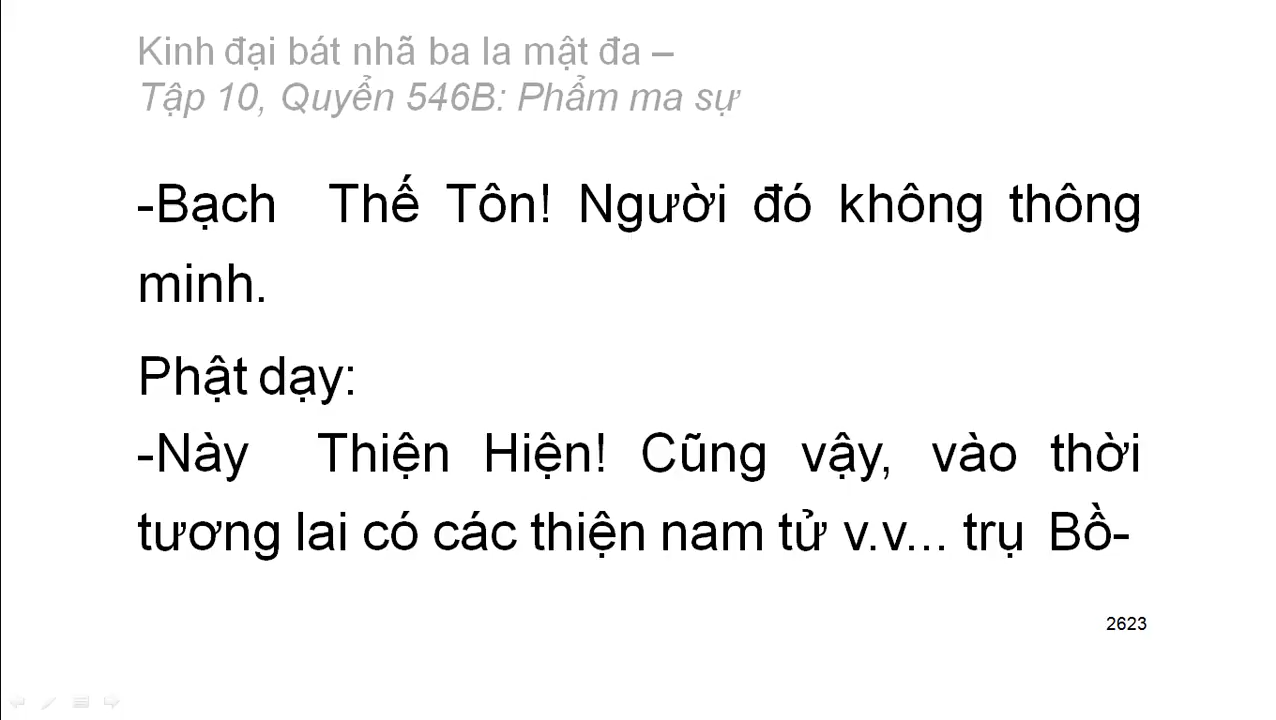 Kinh đại bát nhã ba la mật đa –
Tập 10, Quyển 546B: Phẩm ma sự
-Bạch Thế Tôn! Người đó không thông
minh.
Phật dạy:
-Này Thiện Hiện! Cũng vậy, vào thời
tương lai có các thiện nam tử v.v... trụ Bồ-
2623